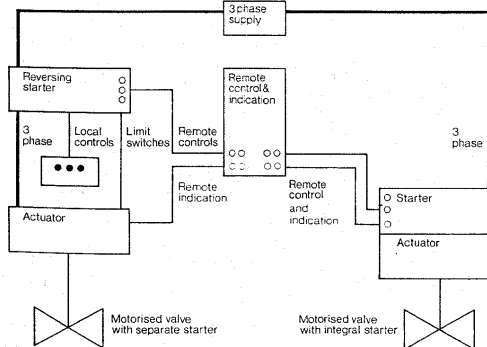 3 phase
supply
Reversing
starter
Remote
control &
indication
3
phase
Local
controls
Limit
switches
Remote
controls
3
phase
Remote
indication
Remote
control
and
indication
Starter
Actuator
Actuator
Motorised valve
with separate starter
Motorised valve
with integral starter